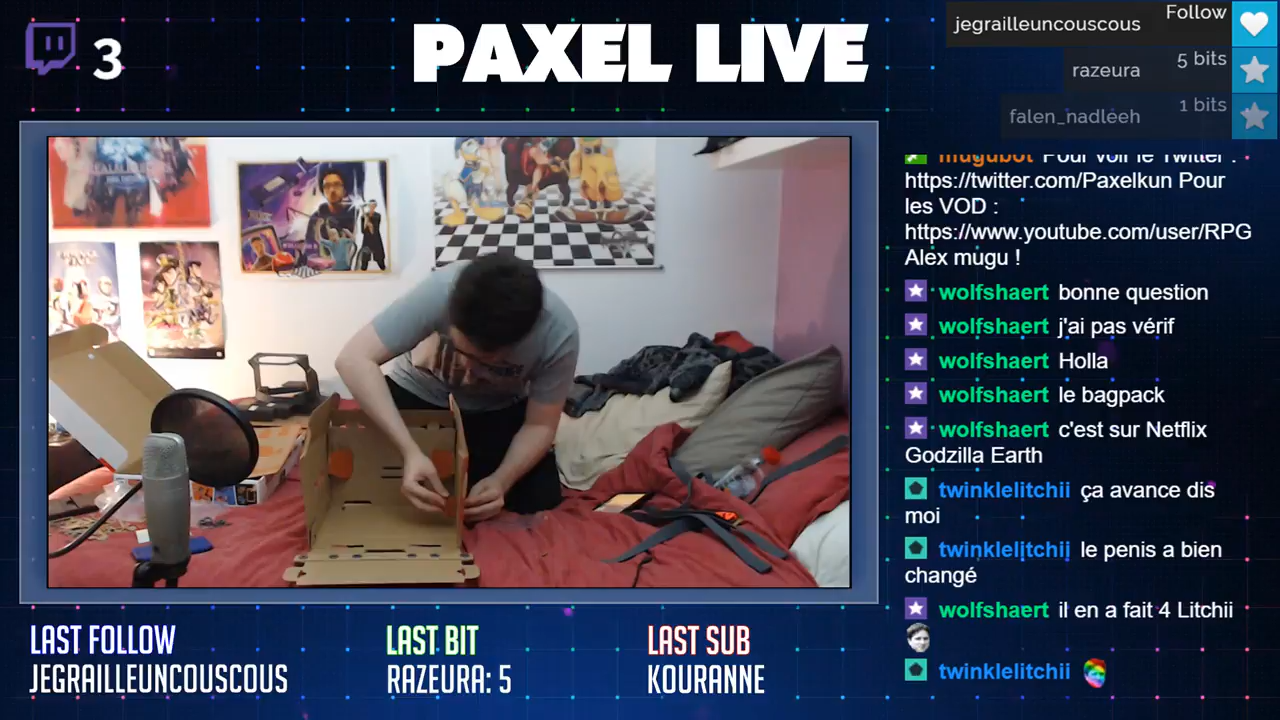 3
PAXEL LIVE
jegrailleuncouscous Follow
razeura 5 bits
falen_nadleeh 1 bits
mugubot Pour voir le Twitter :
https://twitter.com/Paxelkun Pour
les VOD :
https://www.youtube.com/user/RPG
Alex mugu !
wolfshaert bonne question
wolfshaert j'ai pas vérif
wolfshaert Holla
wolfshaert le bagpack
wolfshaert c'est sur Netflix
Godzilla Earth
twinklelitchii ça avance dis
moi
twinklelitchii le penis a bien
changé
wolfshaert il en a fait 4 Litchii
twinklelitchii
LAST FOLLOW
JEGRAILLEUNCOUSCOUS
LAST BIT
RAZEURA: 5
LAST SUB
KOURANNE